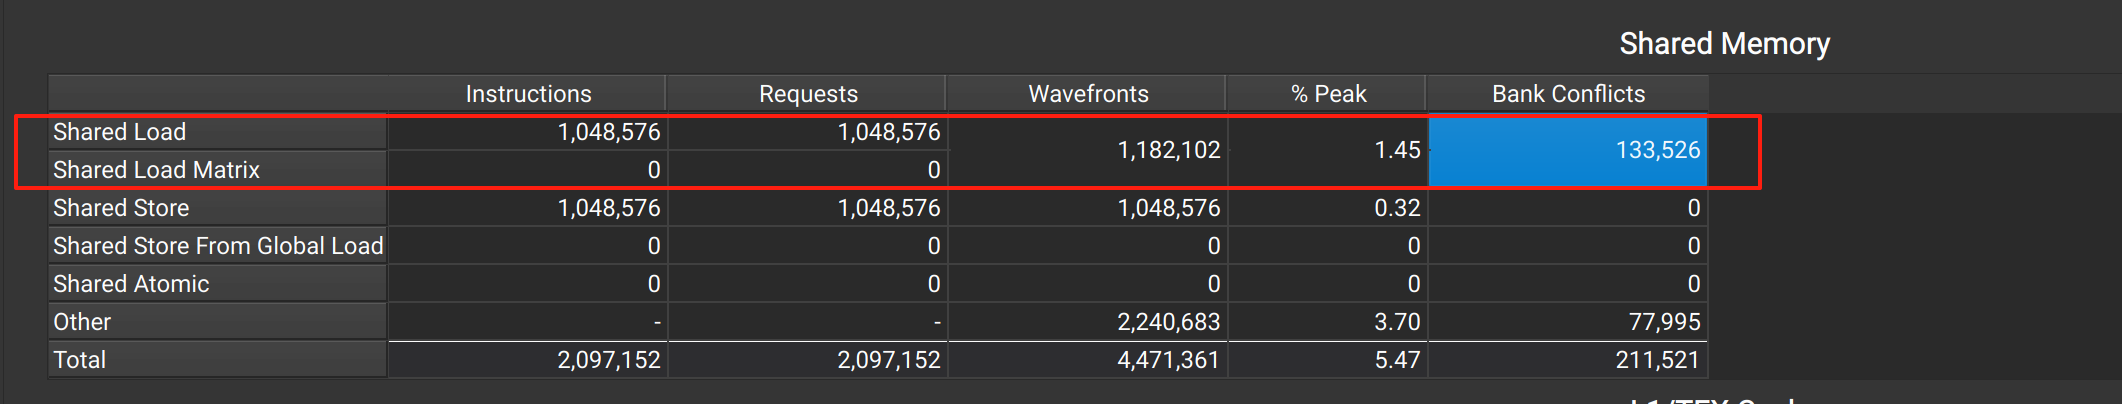 Shared Memory
Instructions Requests Wavefronts % Peak Bank Conflicts
Shared Load 1,048,576 1,048,576 1,182,102 1.45 133,526
Shared Load Matrix 0 0
Shared Store 1,048,576 1,048,576 1,048,576 0.32 0
Shared Store From Global Load 0 0 0 0 0
Shared Atomic 0 0 0 0 0
Other - - 2,240,683 3.70 77,995
Total 2,097,152 2,097,152 4,471,361 5.47 211,521